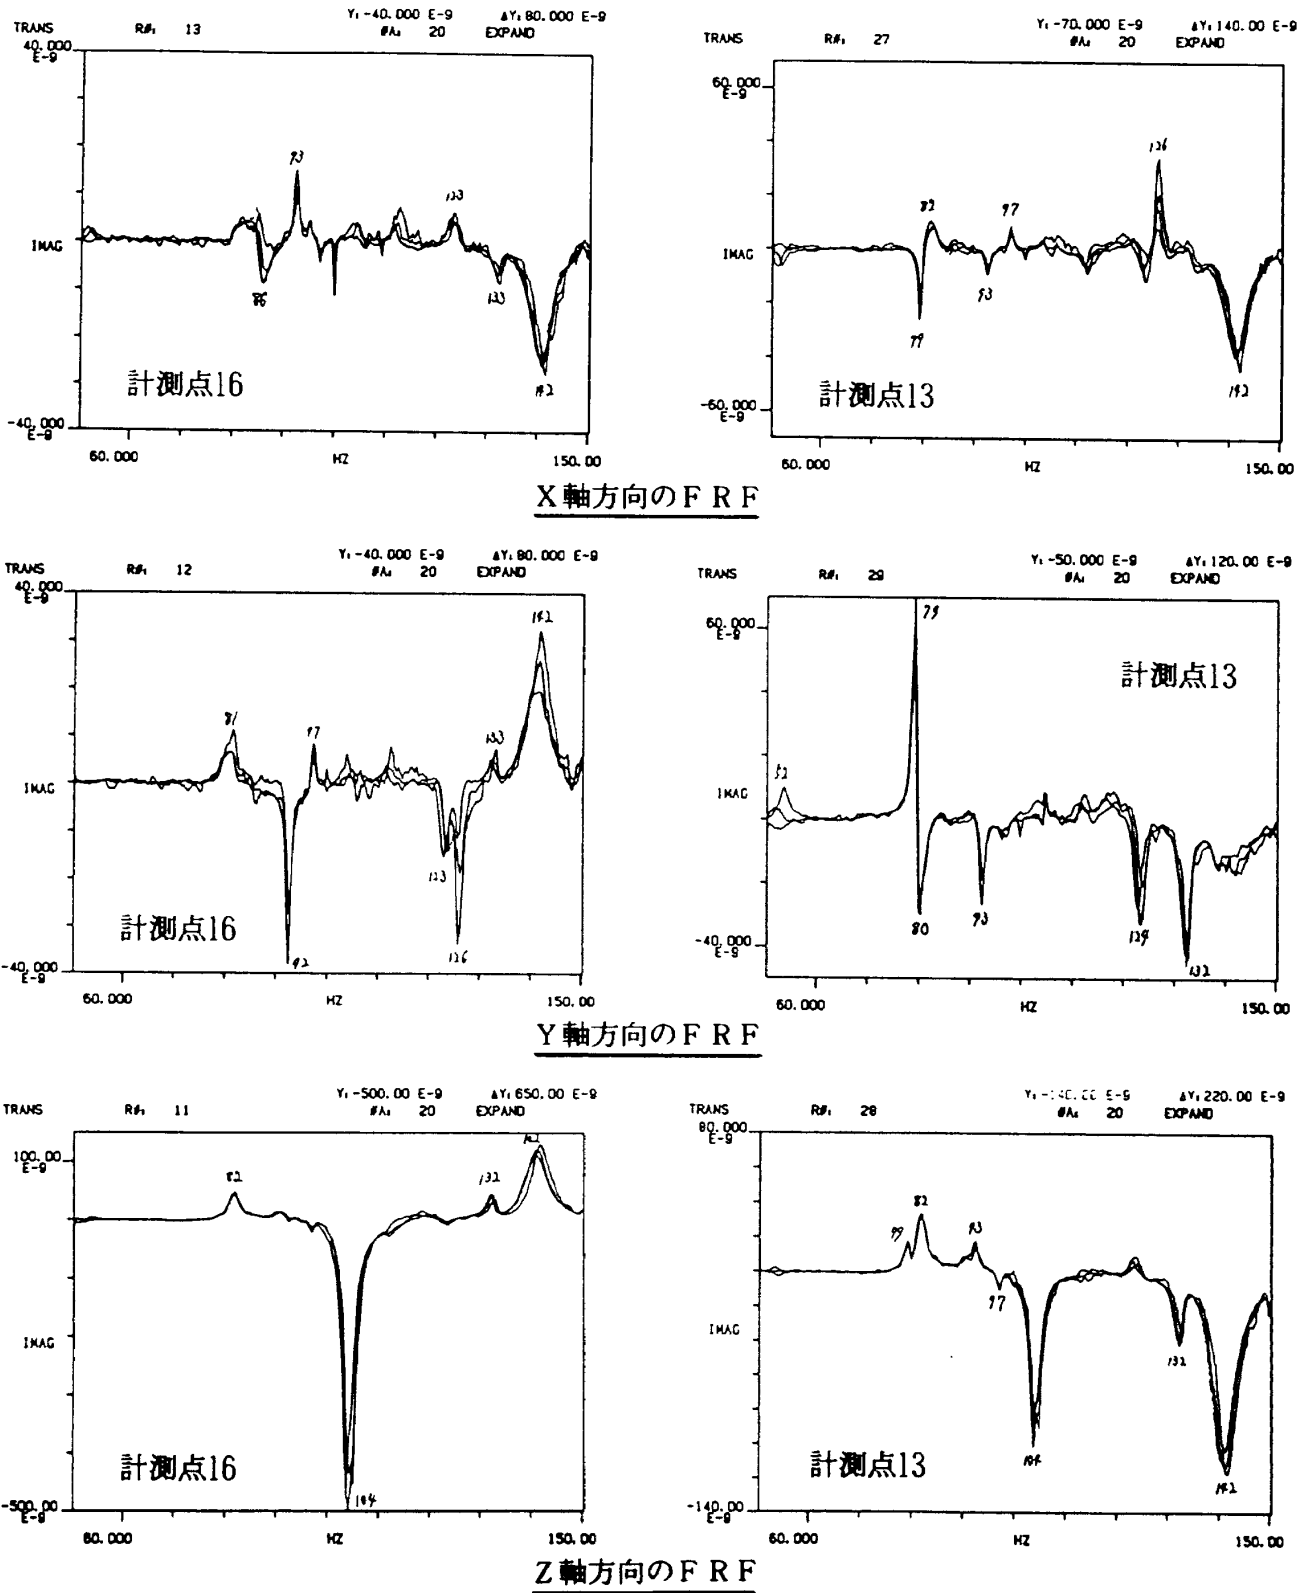 Y: -40.000 E-9 ΔY: 80.000 E-9
TRANS R#: 13 #A: 20 EXPAND
40.000
E-9
93
123
IMAG
86
133
142
計測点16
-40.000
E-9
60.000 HZ 150.00
Y: -70.000 E-9 ΔY: 140.00 E-9
TRANS R#: 27 #A: 20 EXPAND
60.000
E-9
126
82
97
IMAG
93
79
142
計測点13
-60.000
E-9
60.000 HZ 150.00
X軸方向のFRF
Y: -40.000 E-9 ΔY: 80.000 E-9
TRANS R#: 12 #A: 20 EXPAND
40.000
E-9
142
81
97
133
IMAG
123
計測点16
92
126
-40.000
E-9
60.000 HZ 150.00
Y: -50.000 E-9 ΔY: 120.00 E-9
TRANS R#: 29 #A: 20 EXPAND
60.000
E-9
79
計測点13
52
IMAG
80
93
124
132
-40.000
E-9
60.000 HZ 150.00
Y軸方向のFRF
Y: -500.00 E-9 ΔY: 650.00 E-9
TRANS R#: 11 #A: 20 EXPAND
100.00
E-9
82
132
IMAG
計測点16
104
-500.00
E-9
60.000 HZ 150.00
ΔY: 220.00 E-9
TRANS R#: 28 #A: 20 EXPAND
80.000
E-9
82
79
93
97
IMAG
132
104
142
計測点13
-140.00
E-9
60.000 HZ 150.00
Z軸方向のFRF